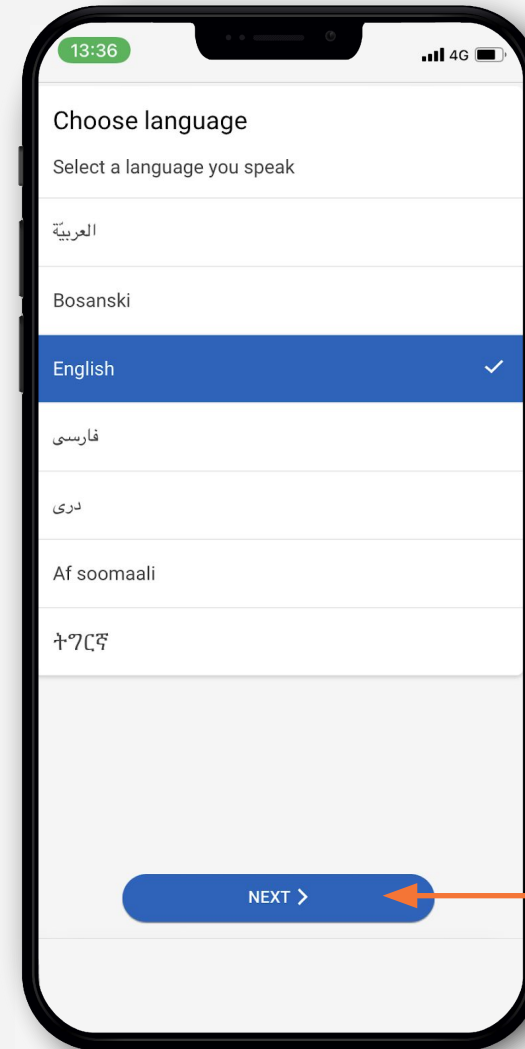 13:36
4G
Choose language
Select a language you speak
العربيّة
Bosanski
English
فارسی
دری
Af soomaali
ትግርኛ
NEXT